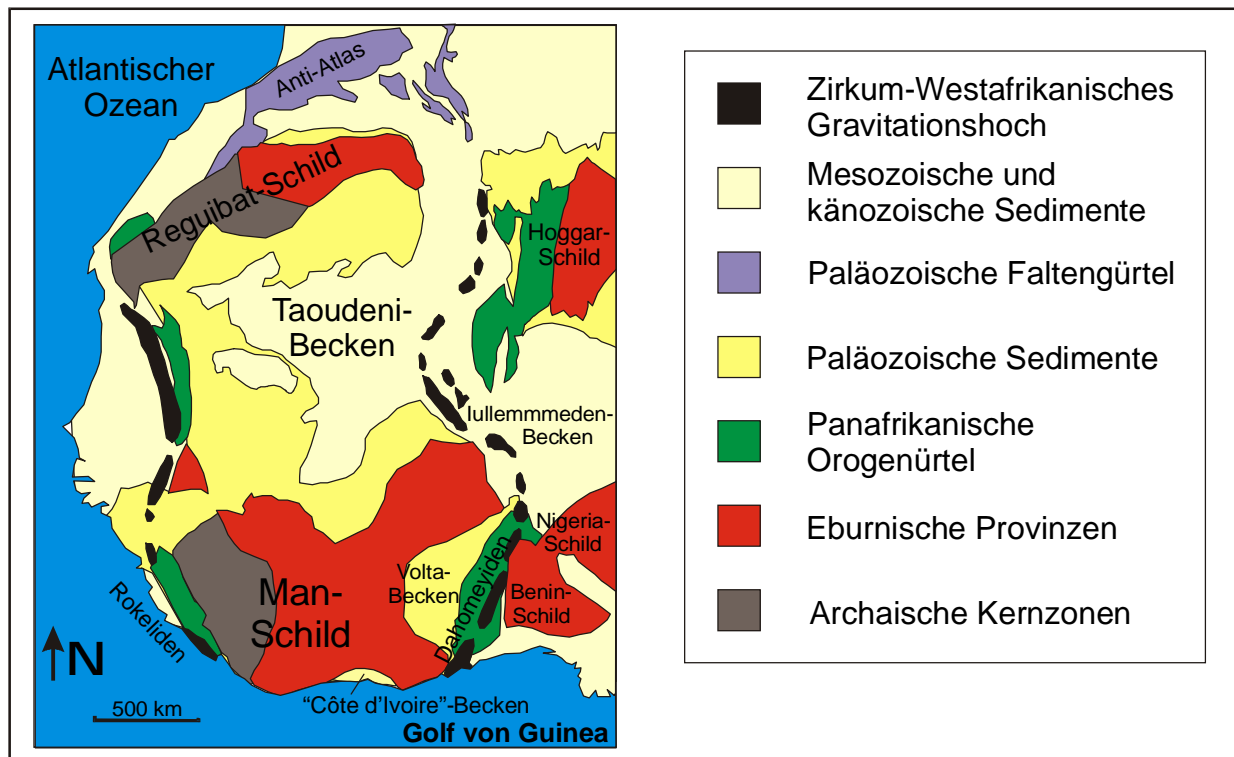 Atlantischer
Ozean
Anti-Atlas
Reguibat-Schild
Hoggar-
Schild
Taoudeni-
Becken
Iullemmmeden-
Becken
Nigeria-
Schild
Volta-
Becken
Benin-
Schild
Dahomeyiden
Man-
Schild
Rokeliden
N
500 km
“Côte d'Ivoire”-Becken
Golf von Guinea
Zirkum-Westafrikanisches
Gravitationshoch
Mesozoische und
känozoische Sedimente
Paläozoische Faltengürtel
Paläozoische Sedimente
Panafrikanische
Orogenürtel
Eburnische Provinzen
Archaische Kernzonen